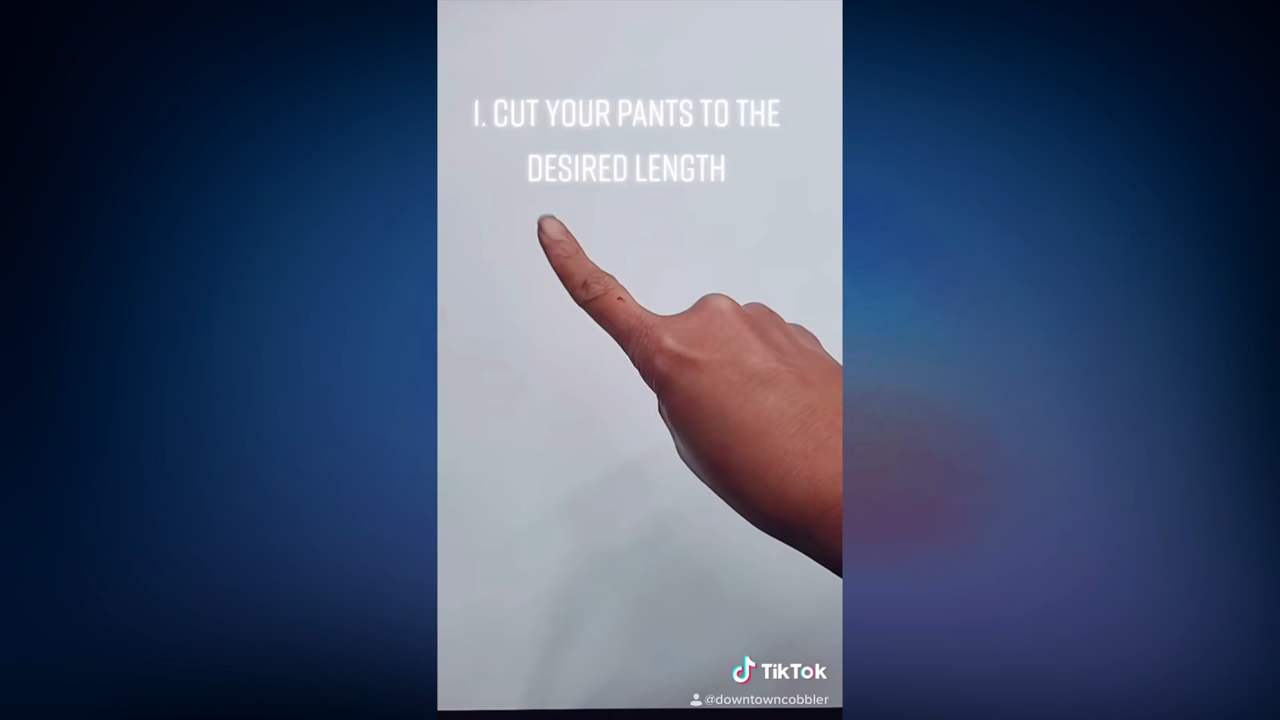 1. CUT YOUR PANTS TO THE
DESIRED LENGTH
TikTok
@downtowncobbler